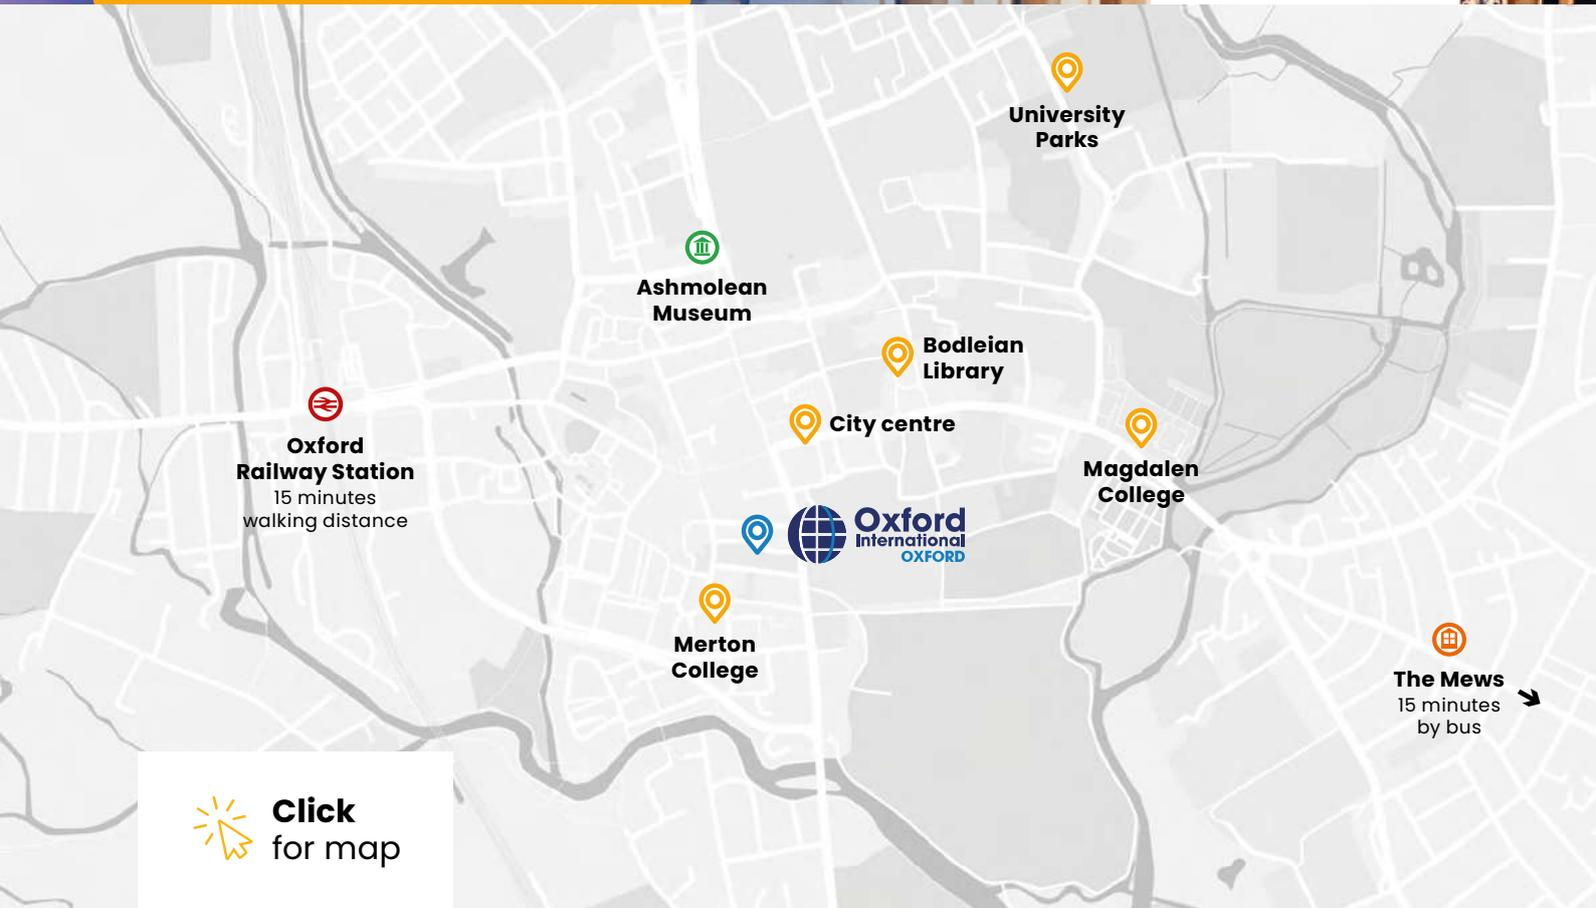 University
Parks
Ashmolean
Museum
Bodleian
Library
City centre
Oxford
Railway Station
15 minutes
walking distance
Magdalen
College
Oxford
International
OXFORD
Merton
College
The Mews
15 minutes
by bus
Click
for map